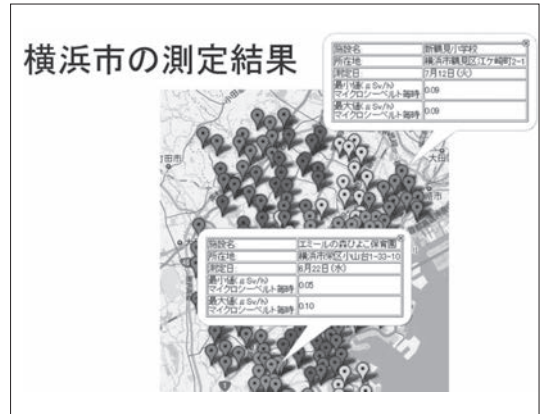 横浜市の測定結果
施設名 新鶴見小学校
所在地 横浜市鶴見区江ケ崎町2-1
測定日 7月12日(火)
最小値(μSv/h)
マイクロシーベルト毎時 0.09
最大値(μSv/h)
マイクロシーベルト毎時 0.09
町田市
大田区
施設名 エミールの森ひよこ保育園
所在地 横浜市栄区小山台1-33-10
測定日 6月22日(水)
最小値(μSv/h)
マイクロシーベルト毎時 0.05
最大値(μSv/h)
マイクロシーベルト毎時 0.10